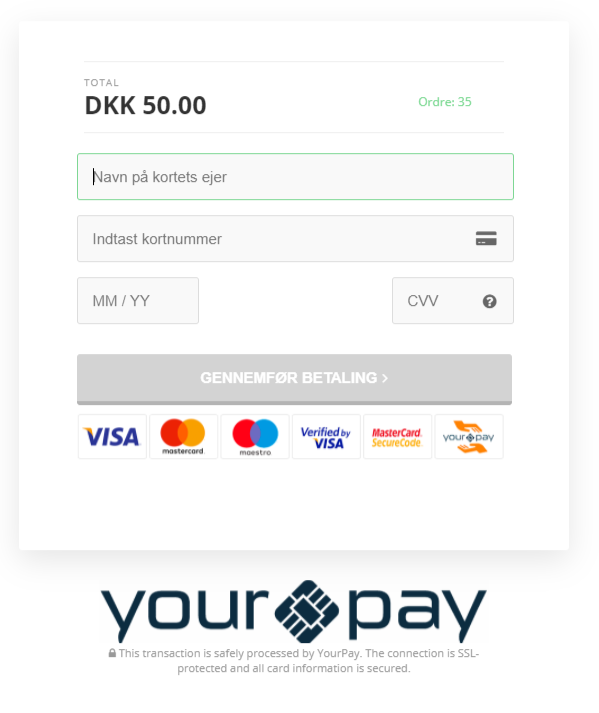 TOTAL
DKK 50.00
Ordre: 35
Navn på kortets ejer
Indtast kortnummer
MM / YY
CVV
GENNEMFØR BETALING
VISA
mastercard
maestro
Verified by
VISA
MasterCard.
SecureCode.
your pay
your pay
This transaction is safely processed by YourPay. The connection is SSL-
protected and all card information is secured.